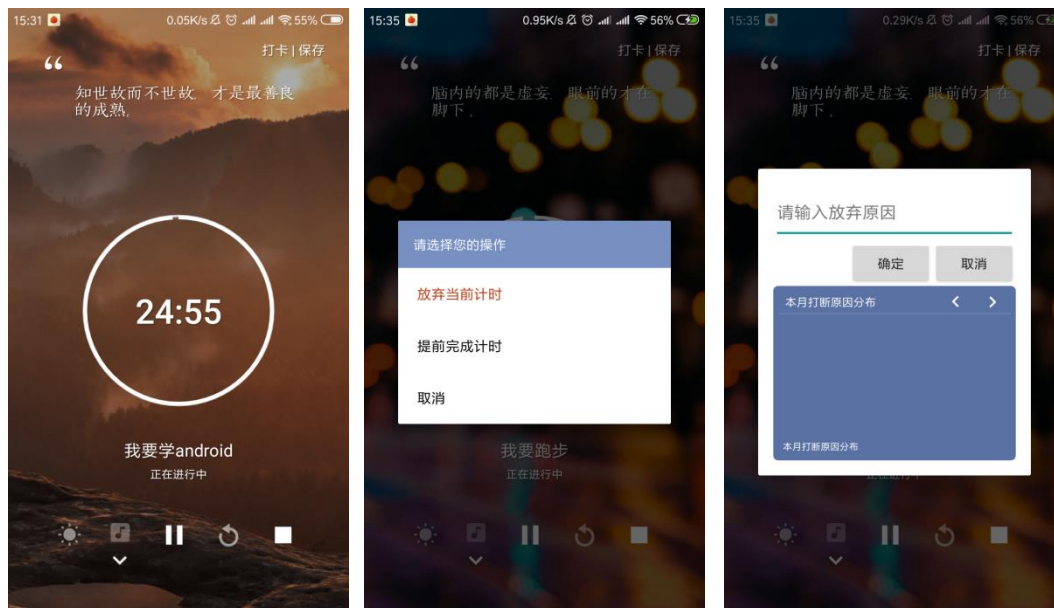 15:31
0.05K/s
55%
打卡 | 保存
“
知世故而不世故, 才是最善良
的成熟,
24:55
我要学android
正在进行中
15:35
0.95K/s
56%
打卡 | 保存
“
脑内的都是虚妄, 眼前的才在
脚下。
请选择您的操作
放弃当前计时
提前完成计时
取消
我要跑步
正在进行中
15:35
0.29K/s
56%
打卡 | 保存
“
脑内的都是虚妄, 眼前的才在
脚下。
请输入放弃原因
确定
取消
本月打断原因分布
本月打断原因分布
正在进行中